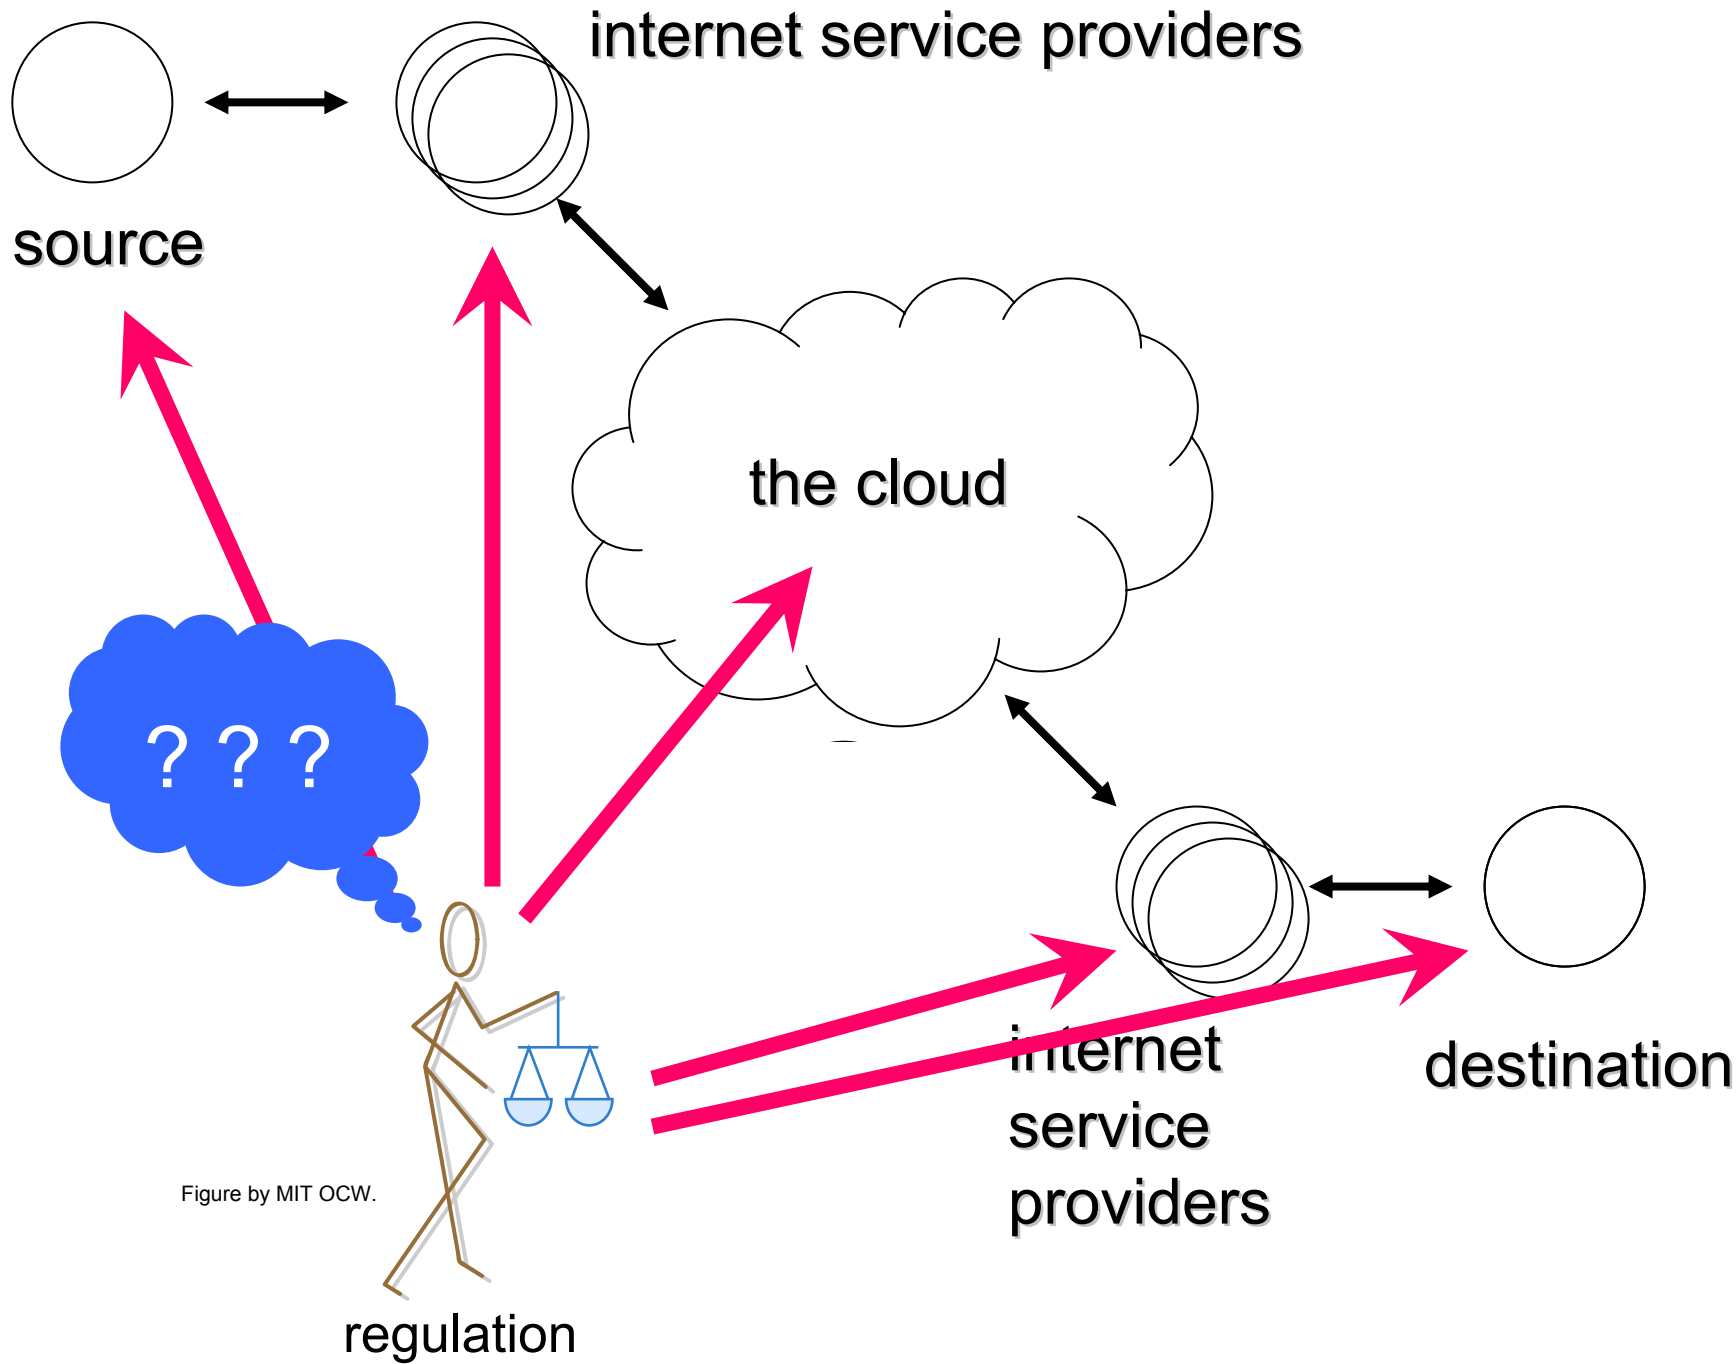 internet service providers
source
the cloud
? ? ?
internet
service
providers
destination
Figure by MIT OCW.
regulation